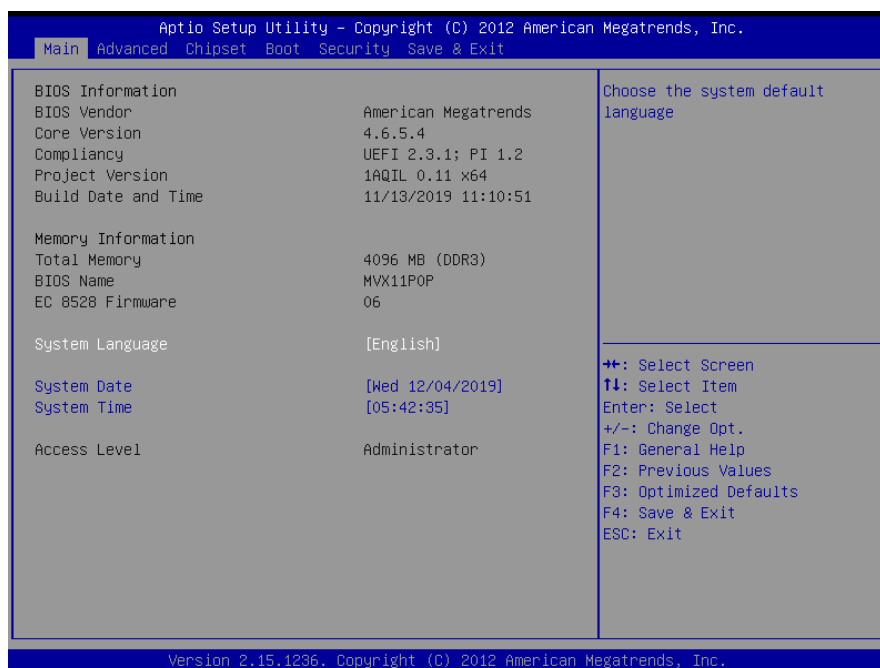 Aptio Setup Utility – Copyright (C) 2012 American Megatrends, Inc.
Main Advanced Chipset Boot Security Save & Exit
BIOS Information
BIOS Vendor American Megatrends
Core Version 4.6.5.4
Compliancy UEFI 2.3.1; PI 1.2
Project Version 1AQIL 0.11 x64
Build Date and Time 11/13/2019 11:10:51
Memory Information
Total Memory 4096 MB (DDR3)
BIOS Name MVX11P0P
EC 8528 Firmware 06
System Language [English]
System Date [Wed 12/04/2019]
System Time [05:42:35]
Access Level Administrator
Choose the system default
language
→←: Select Screen
↑↓: Select Item
Enter: Select
+/-: Change Opt.
F1: General Help
F2: Previous Values
F3: Optimized Defaults
F4: Save & Exit
ESC: Exit
Version 2.15.1236. Copyright (C) 2012 American Megatrends, Inc.